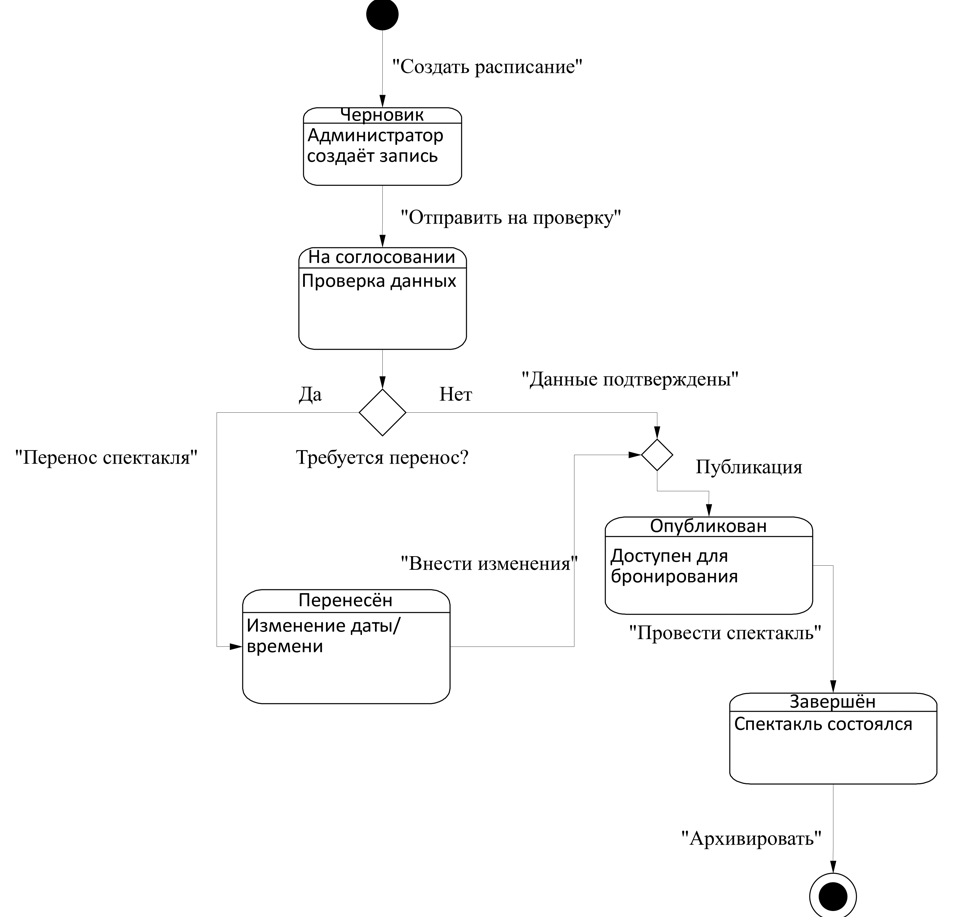 "Создать расписание"
Черновик
Администратор
создаёт запись
"Отправить на проверку"
На соглосовании
Проверка данных
Да
Нет
"Данные подтверждены"
"Перенос спектакля"
Требуется перенос?
Публикация
Опубликован
Доступен для
бронирования
"Внести изменения"
Перенесён
Изменение даты/
времени
"Провести спектакль"
Завершён
Спектакль состоялся
"Архивировать"